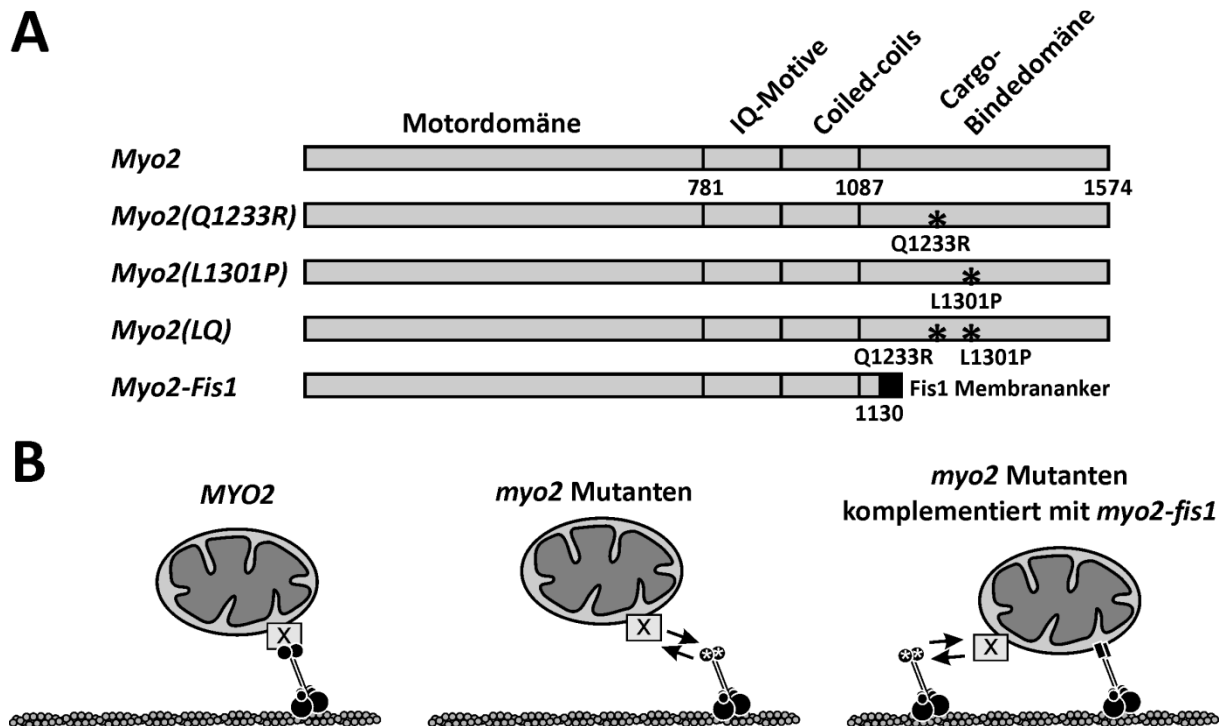 A
Motordomäne
IQ-Motive
Coiled-coils
Cargo-
Bindedomäne
Myo2
781
1087
1574
Myo2(Q1233R)
Q1233R
Myo2(L1301P)
L1301P
Myo2(LQ)
Q1233R
L1301P
Myo2-Fis1
Fis1 Membrananker
1130
B
MYO2
X
myo2 Mutanten
X
myo2 Mutanten
komplementiert mit myo2-fis1
X